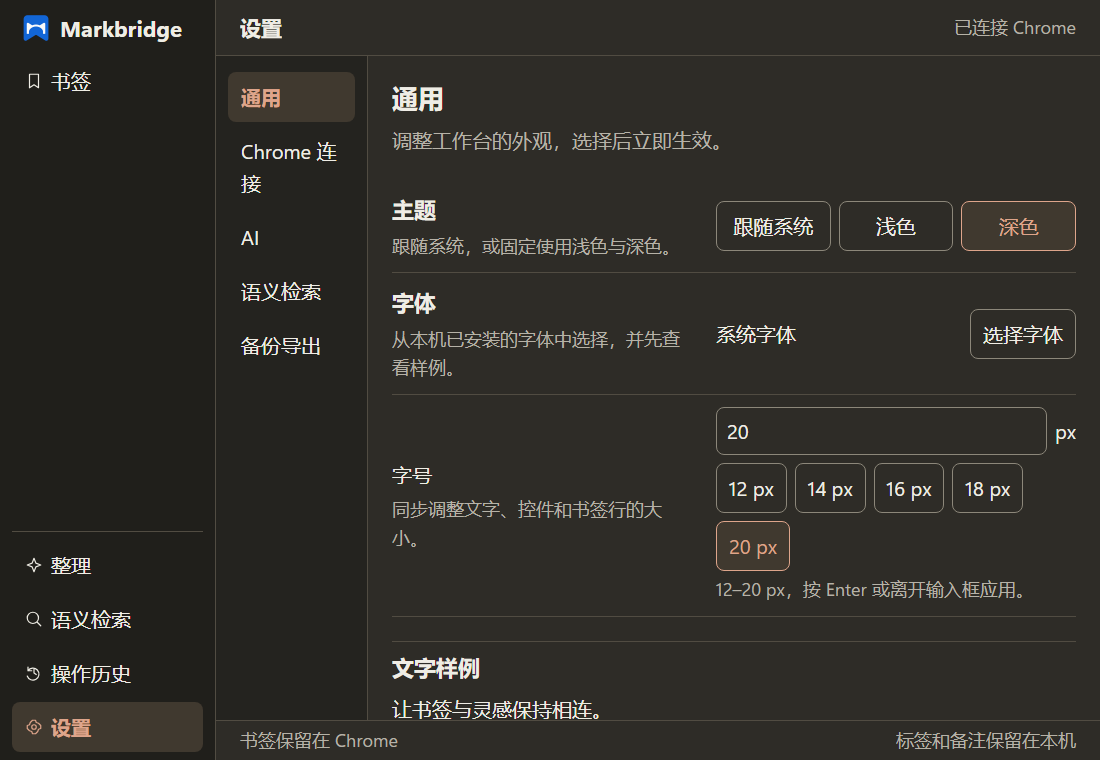 Markbridge
书签
整理
语义检索
操作历史
设置
设置
已连接 Chrome
通用
Chrome 连
接
AI
语义检索
备份导出
通用
调整工作台的外观，选择后立即生效。
主题
跟随系统，或固定使用浅色与深色。
跟随系统
浅色
深色
字体
从本机已安装的字体中选择，并先查
看样例。
系统字体
选择字体
字号
同步调整文字、控件和书签行的大
小。
20
px
12 px
14 px
16 px
18 px
20 px
12–20 px，按 Enter 或离开输入框应用。
文字样例
让书签与灵感保持相连。
书签保留在 Chrome
标签和备注保留在本机